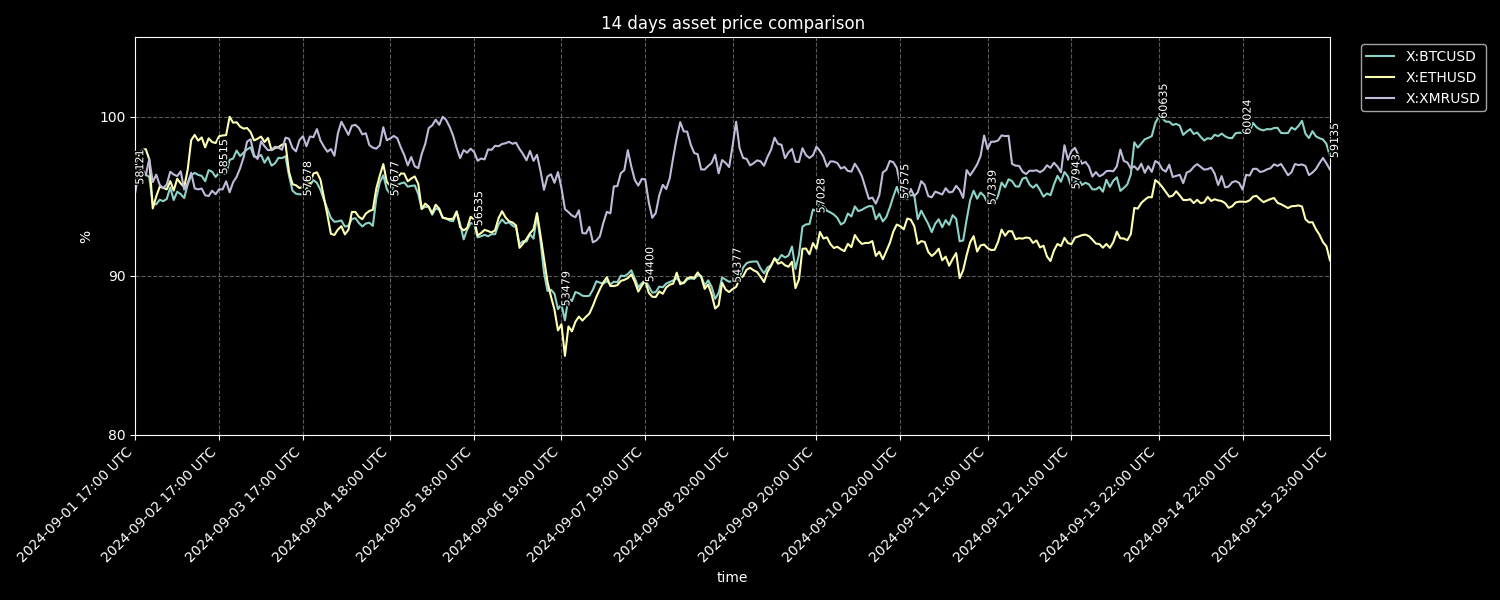 14 days asset price comparison
X:BTCUSD
X:ETHUSD
X:XMRUSD
%
100
90
80
58121
58515
57678
57677
56535
53479
54400
54377
57028
57575
57339
57943
60635
60024
59135
2024-09-01 17:00 UTC
2024-09-02 17:00 UTC
2024-09-03 17:00 UTC
2024-09-04 18:00 UTC
2024-09-05 18:00 UTC
2024-09-06 19:00 UTC
2024-09-07 19:00 UTC
2024-09-08 20:00 UTC
2024-09-09 20:00 UTC
2024-09-10 20:00 UTC
2024-09-11 21:00 UTC
2024-09-12 21:00 UTC
2024-09-13 22:00 UTC
2024-09-14 22:00 UTC
2024-09-15 23:00 UTC
time